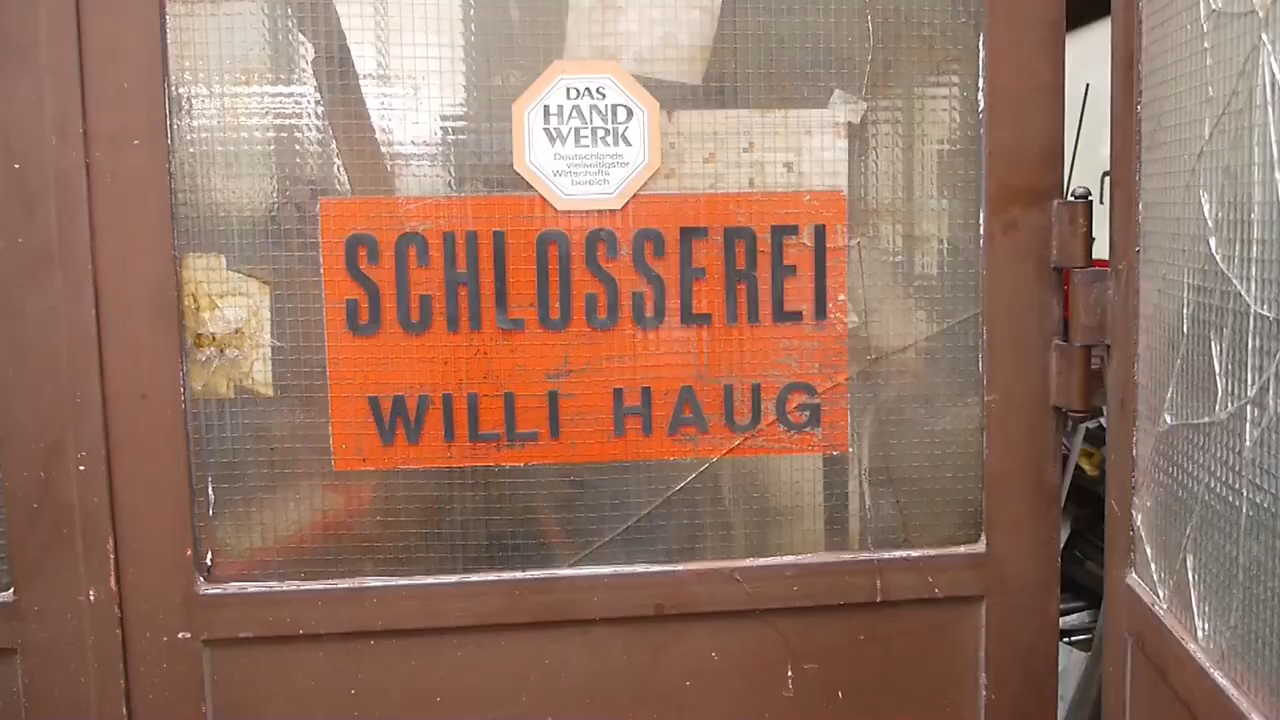 DAS
HAND
WERK
Deutschlands
vielseitigster
Wirtschafts
bereich
SCHLOSSEREI
WILLI HAUG